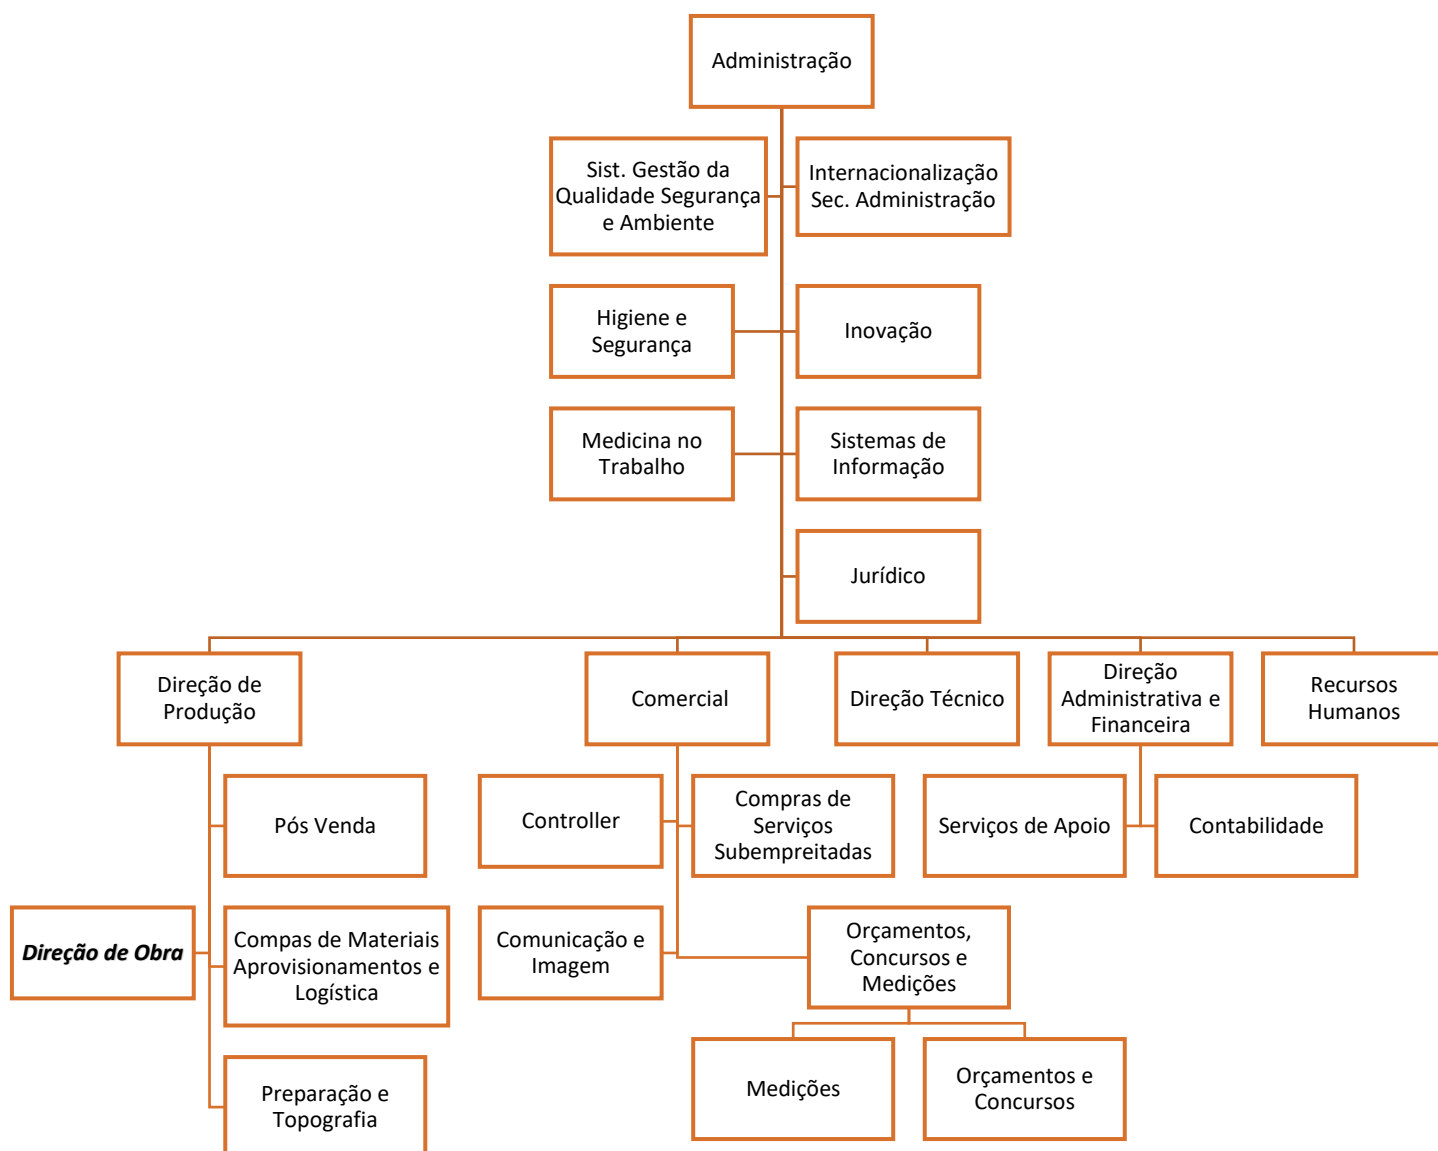 Administração
Sist. Gestão da
Qualidade Segurança
e Ambiente
Internacionalização
Sec. Administração
Higiene e
Segurança
Inovação
Medicina no
Trabalho
Sistemas de
Informação
Jurídico
Direção de
Produção
Comercial
Direção Técnico
Direção
Administrativa e
Financeira
Recursos
Humanos
Pós Venda
Controller
Compras de
Serviços
Subempreitadas
Serviços de Apoio
Contabilidade
Direção de Obra
Compas de Materiais
Aprovisionamentos e
Logística
Comunicação e
Imagem
Orçamentos,
Concursos e
Medições
Preparação e
Topografia
Medições
Orçamentos e
Concursos